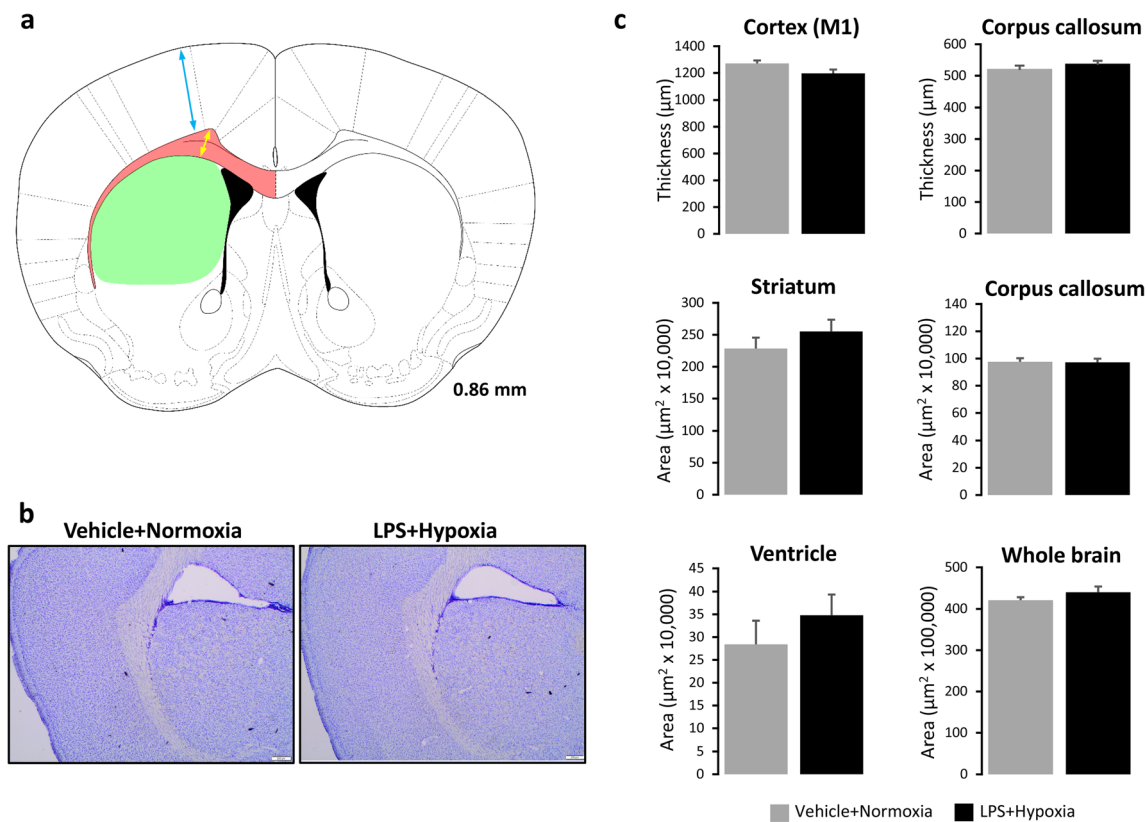 a
0.86 mm
b
Vehicle+Normoxia
LPS+Hypoxia
c
Cortex (M1)
Thickness (µm)
1400
1200
1000
800
600
400
200
0
Corpus callosum
Thickness (µm)
600
500
400
300
200
100
0
Striatum
Area (µm² x 10,000)
300
250
200
150
100
50
0
Corpus callosum
Area (µm² x 10,000)
140
120
100
80
60
40
20
0
Ventricle
Area (µm² x 10,000)
45
40
35
30
25
20
15
10
5
0
Whole brain
Area (µm² x 100,000)
500
400
300
200
100
0
Vehicle+Normoxia
LPS+Hypoxia